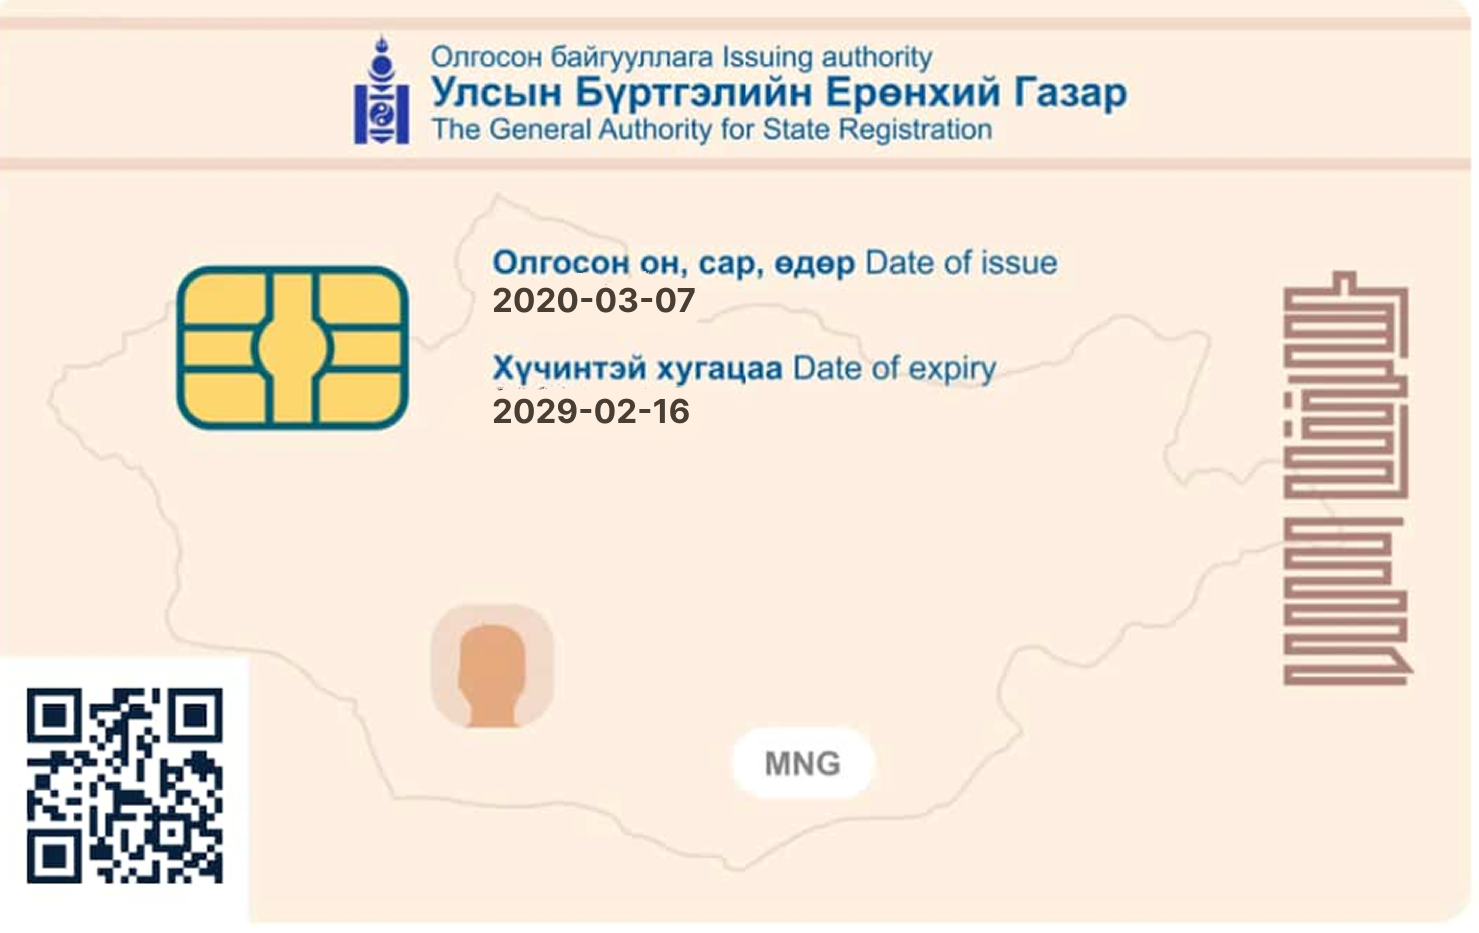 Олгосон байгууллага Issuing authority
Улсын Бүртгэлийн Ерөнхий Газар
The General Authority for State Registration
Олгосон он, сар, өдөр Date of issue
2020-03-07
Хүчинтэй хугацаа Date of expiry
2029-02-16
MNG